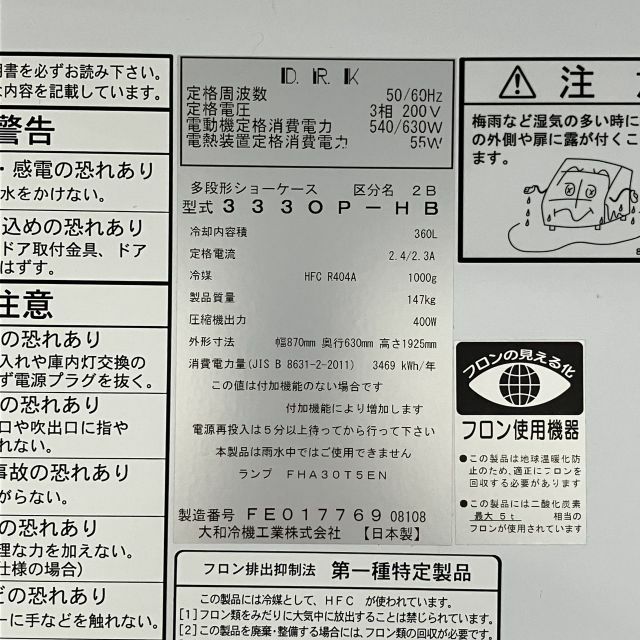 用書を必ずお読み下さい。
な内容を記載しています。
警告
・感電の恐れあり
水をかけない。
込めの恐れあり
ドア取付金具、ドア
はずす。
注意
の恐れあり
入れや庫内灯交換の
ず電源プラグを抜く。
の恐れあり
口や吹出口に指や
れない。
事故の恐れあり
がらない。
の恐れあり
理な力を加えない。
仕様の場合)
どの恐れあり
ーに手などを触れない。
D.R.K
定格周波数 50/60Hz
定格電圧 3相 200V
電動機定格消費電力 540/630W
電熱装置定格消費電力 55W
多段形ショーケース 区分名 2B
型式 333OP-HB
冷却内容積 360L
定格電流 2.4/2.3A
冷媒 HFC R404A 1000g
製品質量 147kg
圧縮機出力 400W
外形寸法 幅870mm 奥行630mm 高さ1925mm
消費電力量(JIS B 8631-2-2011) 3469 kWh/年
この値は付加機能のない場合です
付加機能により増加します
電源再投入は5分以上待ってから行って下さい
本製品は雨水中ではご使用できません
ランプ FHA30T5EN
製造番号 FE017769 08108
大和冷機工業株式会社 【日本製】
フロン排出抑制法 第一種特定製品
この製品には冷媒として、HFC が使われています。
[1]フロン類をみだりに大気中に放出することは禁じられています。
[2]この製品を廃棄・整備する場合には、フロン類の回収が必要です。
注
梅雨など湿気の多い時に
の外側や扉に露が付くこ
ます。
フロンの見える化
フロン使用機器
●この製品は地球温暖化防
止のため、適正にフロンを
回収する必要があります
●この製品には二酸化炭素
最大 5t 相当の
フロンが使用されています